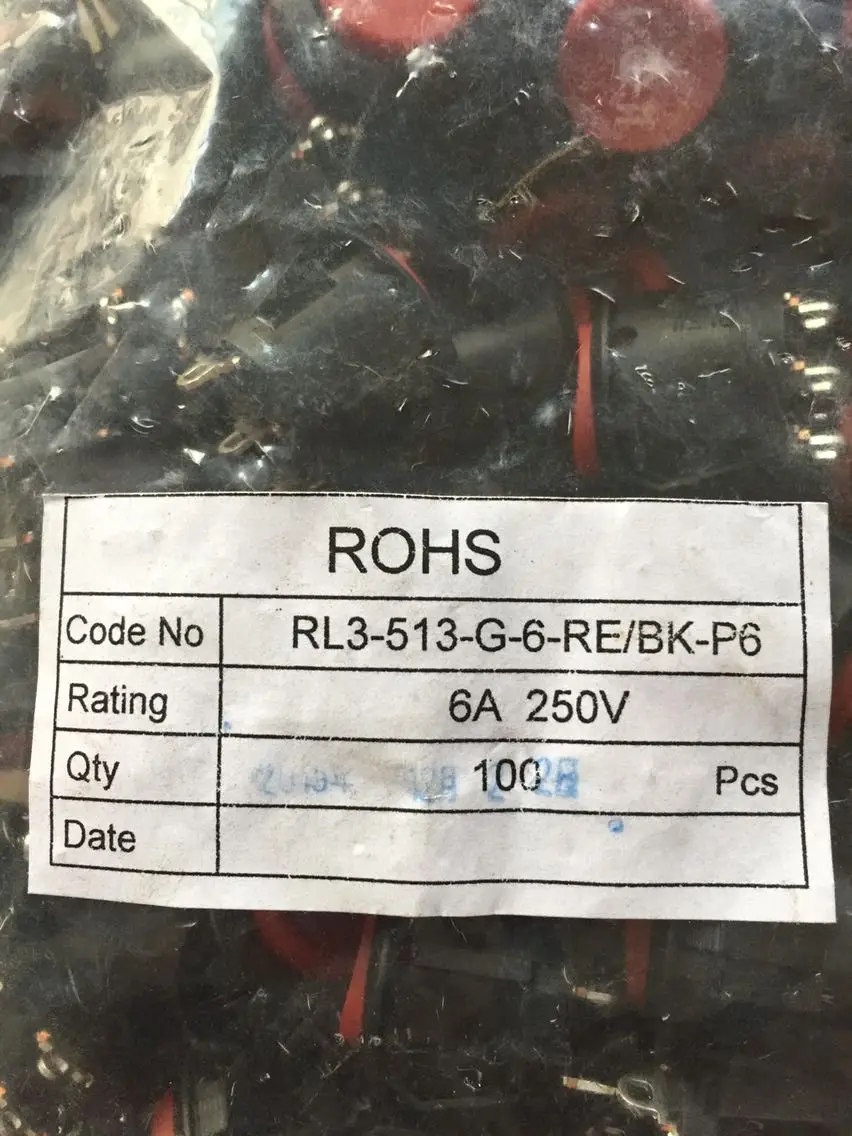 ROHS
Code No RL3-513-G-6-RE/BK-P6
Rating 6A 250V
Qty 100 Pcs
Date